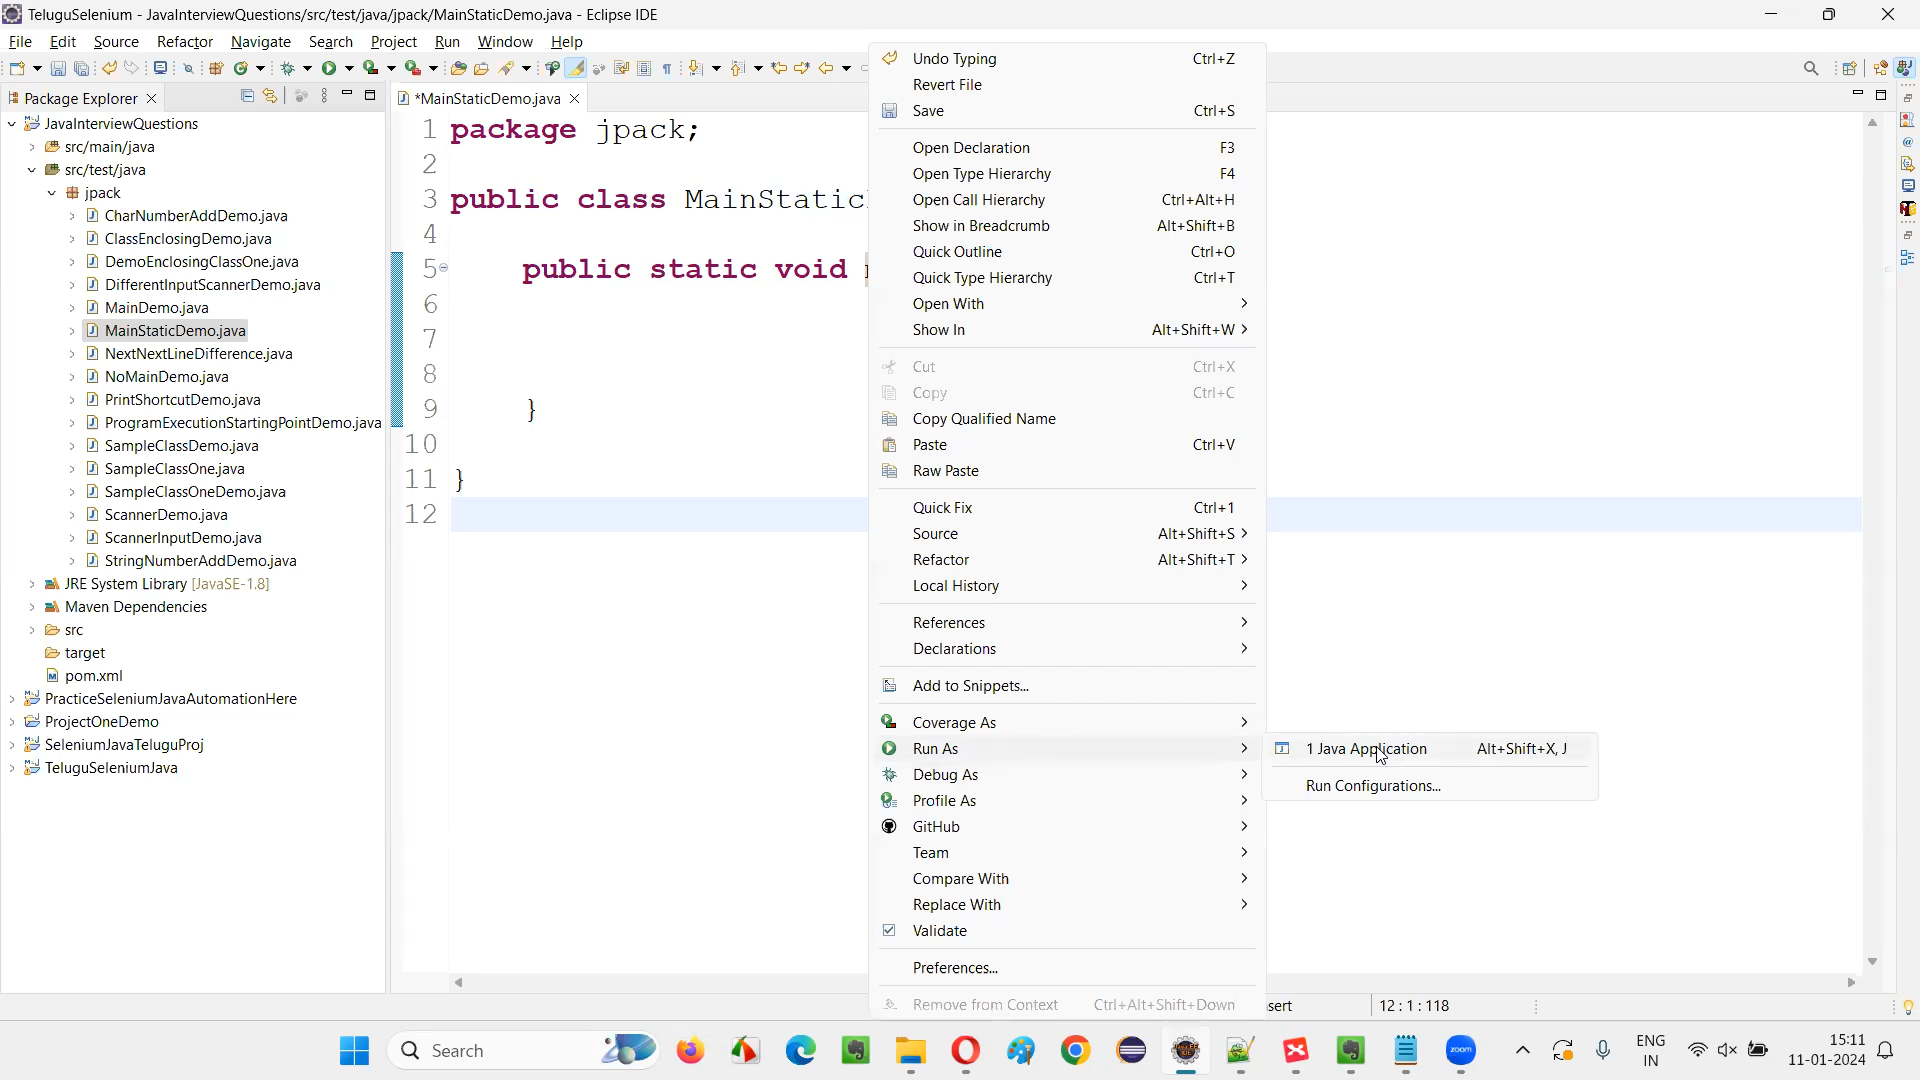 TeluguSelenium - JavaInterviewQuestions/src/test/java/jpack/MainStaticDemo.java - Eclipse IDE
File Edit Source Refactor Navigate Search Project Run Window Help
Package Explorer
JavaInterviewQuestions
src/main/java
src/test/java
jpack
CharNumberAddDemo.java
ClassEnclosingDemo.java
DemoEnclosingClassOne.java
DifferentInputScannerDemo.java
MainDemo.java
MainStaticDemo.java
NextNextLineDifference.java
NoMainDemo.java
PrintShortcutDemo.java
ProgramExecutionStartingPointDemo.java
SampleClassDemo.java
SampleClassOne.java
SampleClassOneDemo.java
ScannerDemo.java
ScannerInputDemo.java
StringNumberAddDemo.java
JRE System Library [JavaSE-1.8]
Maven Dependencies
src
target
pom.xml
PracticeSeleniumJavaAutomationHere
ProjectOneDemo
SeleniumJavaTeluguProj
TeluguSeleniumJava
*MainStaticDemo.java
1 package jpack;
2
3 public class MainStatic
4
5 public static void
6
7
8
9 }
10
11 }
12
Undo Typing Ctrl+Z
Revert File
Save Ctrl+S
Open Declaration F3
Open Type Hierarchy F4
Open Call Hierarchy Ctrl+Alt+H
Show in Breadcrumb Alt+Shift+B
Quick Outline Ctrl+O
Quick Type Hierarchy Ctrl+T
Open With
Show In Alt+Shift+W
Cut Ctrl+X
Copy Ctrl+C
Copy Qualified Name
Paste Ctrl+V
Raw Paste
Quick Fix Ctrl+1
Source Alt+Shift+S
Refactor Alt+Shift+T
Local History
References
Declarations
Add to Snippets...
Coverage As
Run As
Debug As
Profile As
GitHub
Team
Compare With
Replace With
Validate
Preferences...
Remove from Context Ctrl+Alt+Shift+Down
1 Java Application Alt+Shift+X, J
Run Configurations...
sert 12 : 1 : 118
Search
zoom
ENG
IN
15:11
11-01-2024